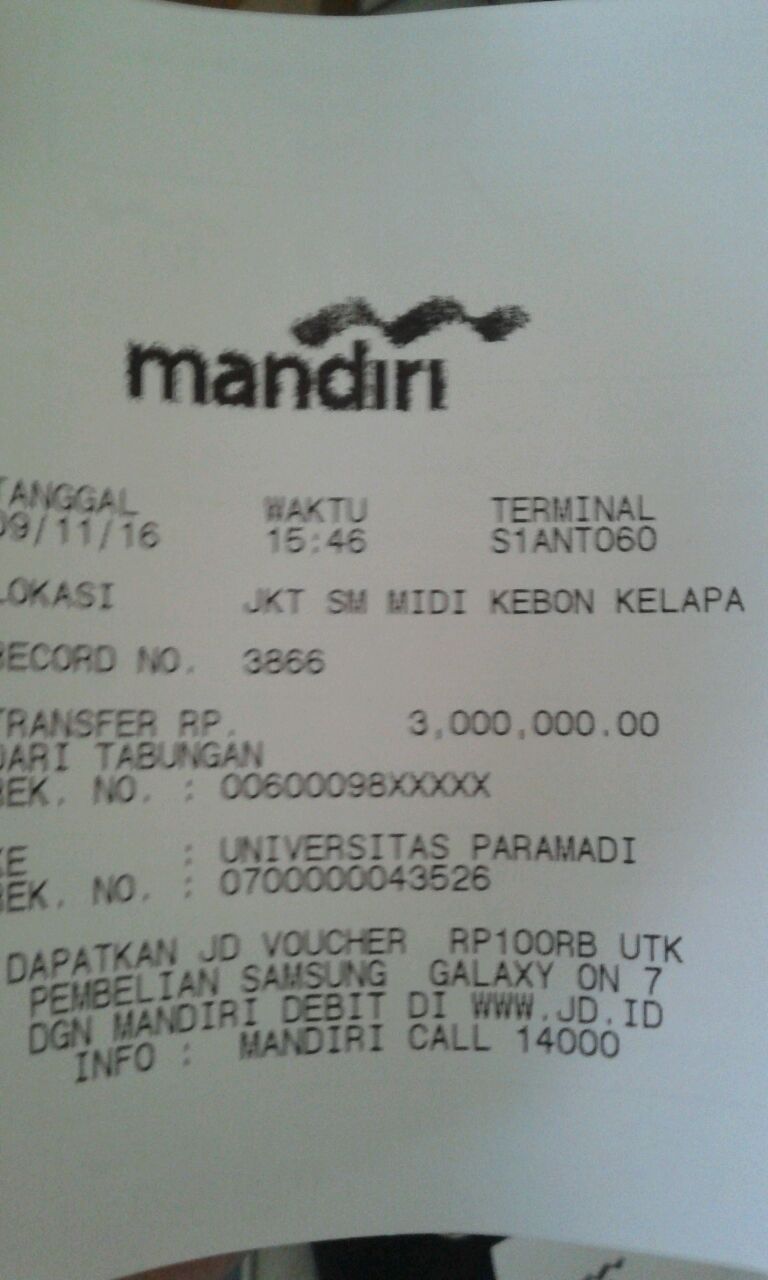 mandiri
TANGGAL WAKTU TERMINAL
09/11/16 15:46 S1ANT060
LOKASI JKT SM MIDI KEBON KELAPA
RECORD NO. 3866
TRANSFER RP. 3,000,000.00
DARI TABUNGAN
REK. NO. : 00600098XXXXX
KE : UNIVERSITAS PARAMADI
REK. NO. : 0700000043526
DAPATKAN JD VOUCHER RP100RB UTK
PEMBELIAN SAMSUNG GALAXY ON 7
DGN MANDIRI DEBIT DI WWW.JD.ID
INFO : MANDIRI CALL 14000